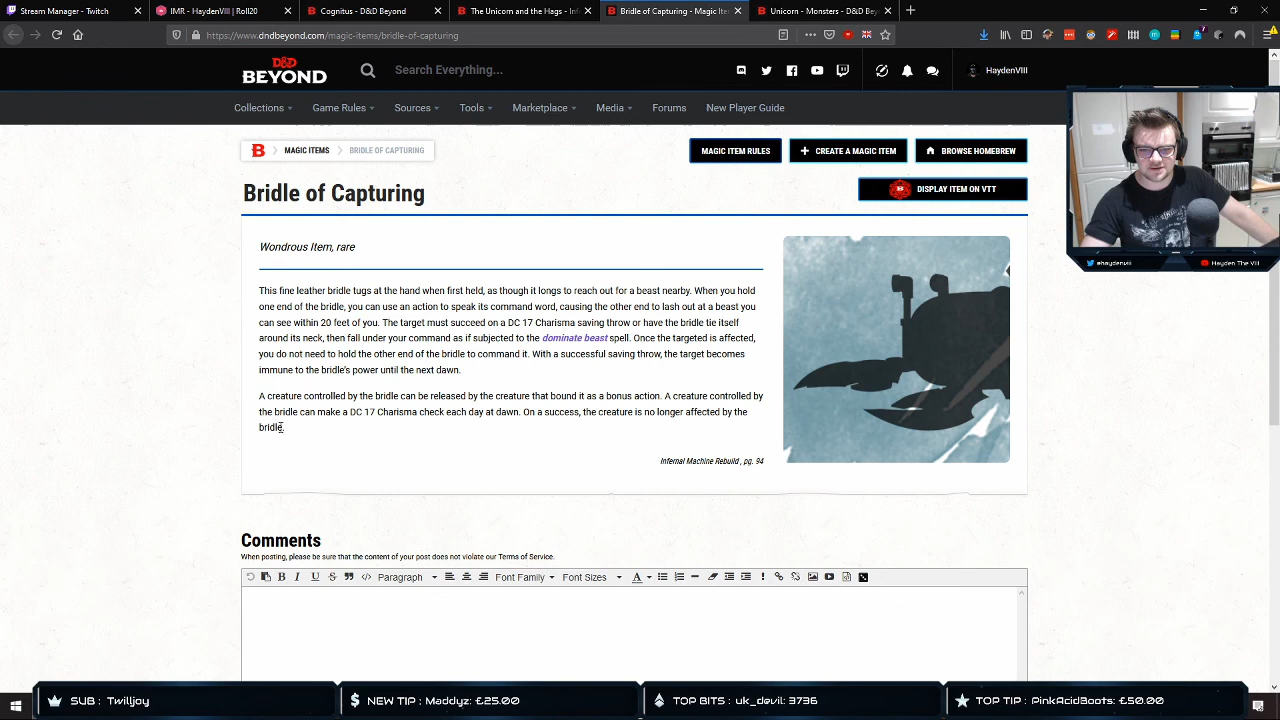 Stream Manager - Twitch
IMR - HaydenVIII | Roll20
Cognitus - D&D Beyond
The Unicorn and the Hags - Inf
Bridle of Capturing - Magic Iten
Unicorn - Monsters - D&D Bey
https://www.dndbeyond.com/magic-items/bridle-of-capturing
D&D BEYOND
Search Everything...
HaydenVIII
Collections
Game Rules
Sources
Tools
Marketplace
Media
Forums
New Player Guide
MAGIC ITEMS
BRIDLE OF CAPTURING
MAGIC ITEM RULES
CREATE A MAGIC ITEM
BROWSE HOMEBREW
Bridle of Capturing
DISPLAY ITEM ON VTT
Wondrous Item, rare
This fine leather bridle tugs at the hand when first held, as though it longs to reach out for a beast nearby. When you hold
one end of the bridle, you can use an action to speak its command word, causing the other end to lash out at a beast you
can see within 20 feet of you. The target must succeed on a DC 17 Charisma saving throw or have the bridle tie itself
around its neck, then fall under your command as if subjected to the dominate beast spell. Once the targeted is affected,
you do not need to hold the other end of the bridle to command it. With a successful saving throw, the target becomes
immune to the bridle's power until the next dawn.
A creature controlled by the bridle can be released by the creature that bound it as a bonus action. A creature controlled by
the bridle can make a DC 17 Charisma check each day at dawn. On a success, the creature is no longer affected by the
bridle.
Infernal Machine Rebuild , pg. 94
@haydenviii
Hayden The VIII
Comments
When posting, please be sure that the content of your post does not violate our Terms of Service.
Paragraph
Font Family
Font Sizes
SUB : Twilljoy
NEW TIP : Maddyz: £25.00
TOP BITS : uk_devil: 3736
TOP TIP : PinkAcidBoots: £50.00